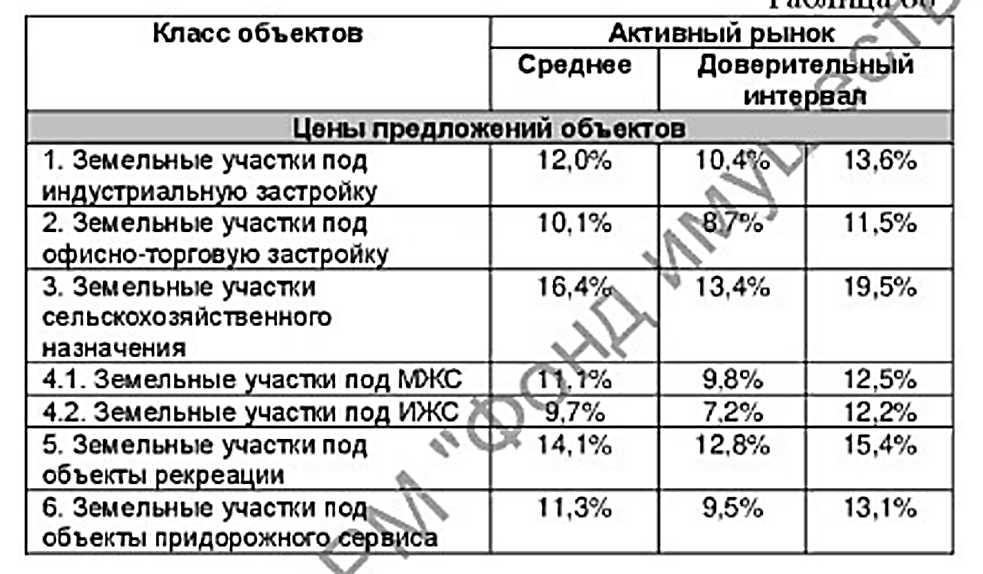 Таблица
Класс объектов Активный рынок
Среднее Доверительный
интервал
Цены предложений объектов
1. Земельные участки под 12,0% 10,4% 13,6%
индустриальную застройку
2. Земельные участки под 10,1% 8,7% 11,5%
офисно-торговую застройку
3. Земельные участки 16,4% 13,4% 19,5%
сельскохозяйственного
назначения
4.1. Земельные участки под МЖС 11,1% 9,8% 12,5%
4.2. Земельные участки под ИЖС 9,7% 7,2% 12,2%
5. Земельные участки под 14,1% 12,8% 15,4%
объекты рекреации
6. Земельные участки под 11,3% 9,5% 13,1%
объекты придорожного сервиса
"ФОНД